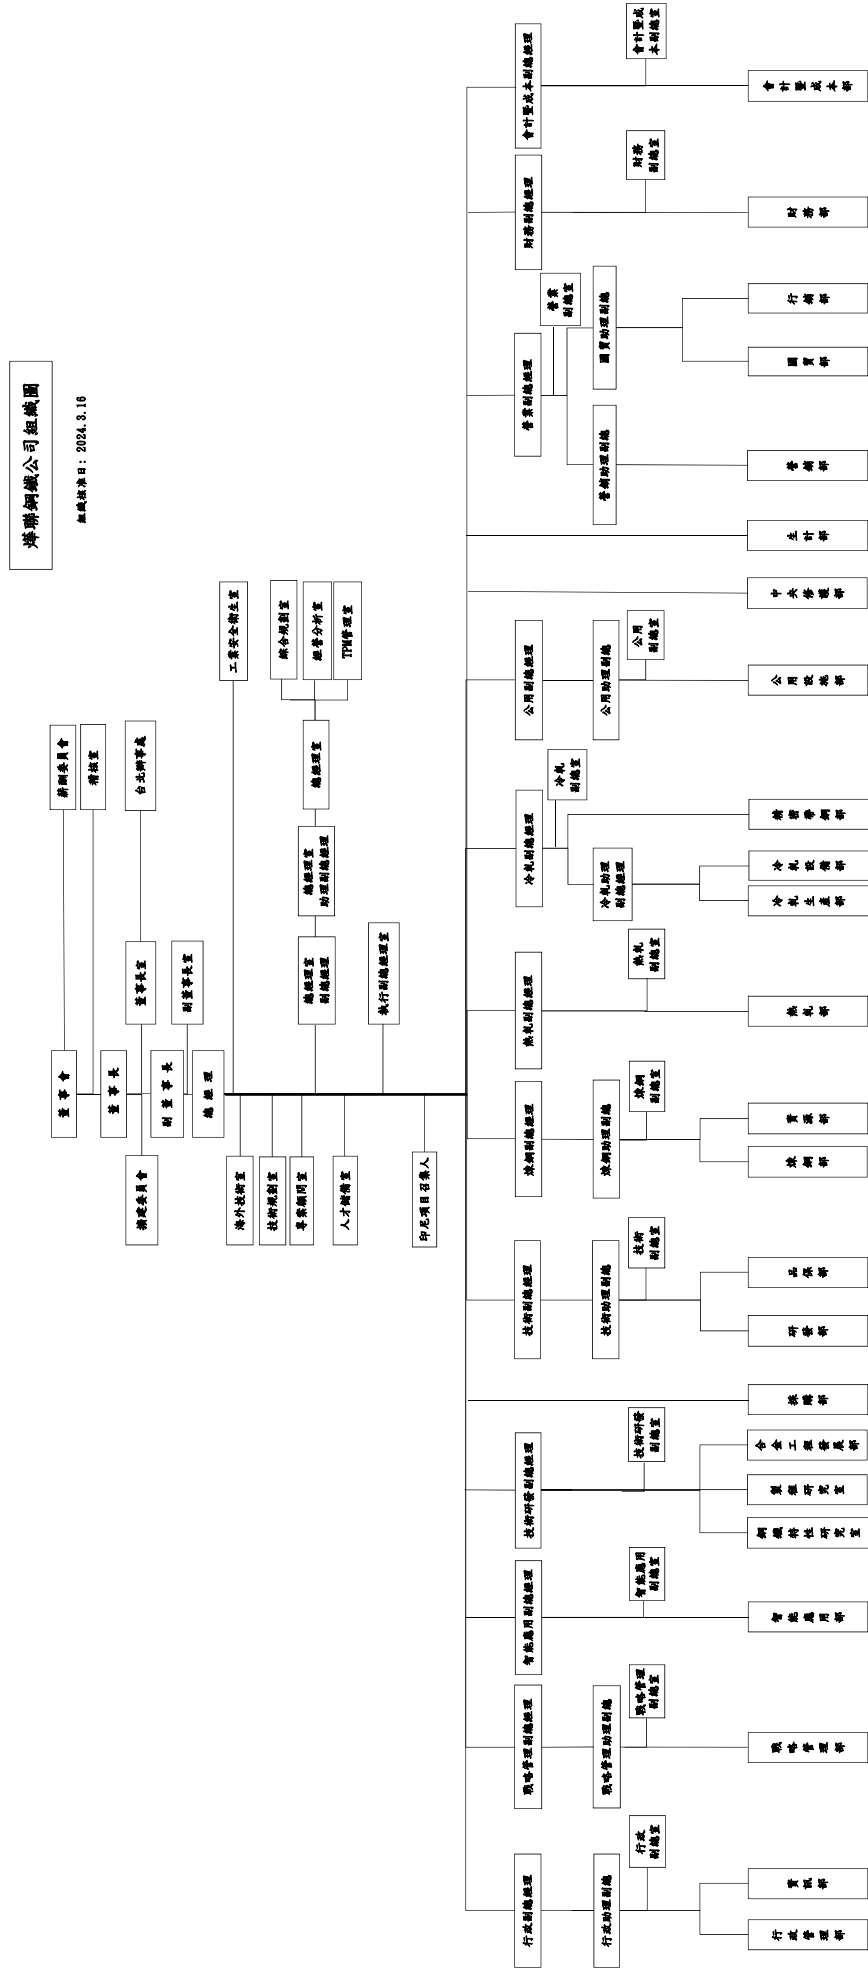 燁聯鋼鐵公司組織圖
組織核准日: 2024.3.16
董事會
薪酬委員會
稽核室
董事長
擴建委員會
董事長室
台北辦事處
副董事長
副董事長室
總經理
工業安全衛生室
海外技術室
技術規劃室
專案顧問室
總經理室
副總經理
總經理室
助理副總經理
總經理室
綜合規劃室
經營分析室
TPM管理室
人才儲備室
執行副總經理室
印尼項目召集人
行政副總經理
戰略管理副總經理
智能應用副總經理
技術研發副總經理
技術副總經理
煉鋼副總經理
熱軋副總經理
冷軋副總經理
公用副總經理
營業副總經理
財務副總經理
會計暨成本副總經理
冷軋
副總室
營業
副總室
行政助理副總
戰略管理助理副總
技術助理副總
煉鋼助理副總
冷軋助理
副總經理
公用助理副總
營銷助理副總
國貿助理副總
行政
副總室
戰略管理
副總室
智能應用
副總室
技術研發
副總室
技術
副總室
煉鋼
副總室
熱軋
副總室
公用
副總室
財務
副總室
會計暨成
本副總室
行政管理部
資訊部
戰略管理部
智能應用部
鋼鐵特性研究室
製程研究室
合金工程發展部
採購部
研發部
品保部
煉鋼部
資源部
熱軋部
冷軋生產部
冷軋設備部
精密帶鋼部
公用設施部
中央修護部
生計部
營銷部
國貿部
行銷部
財務部
會計暨成本部